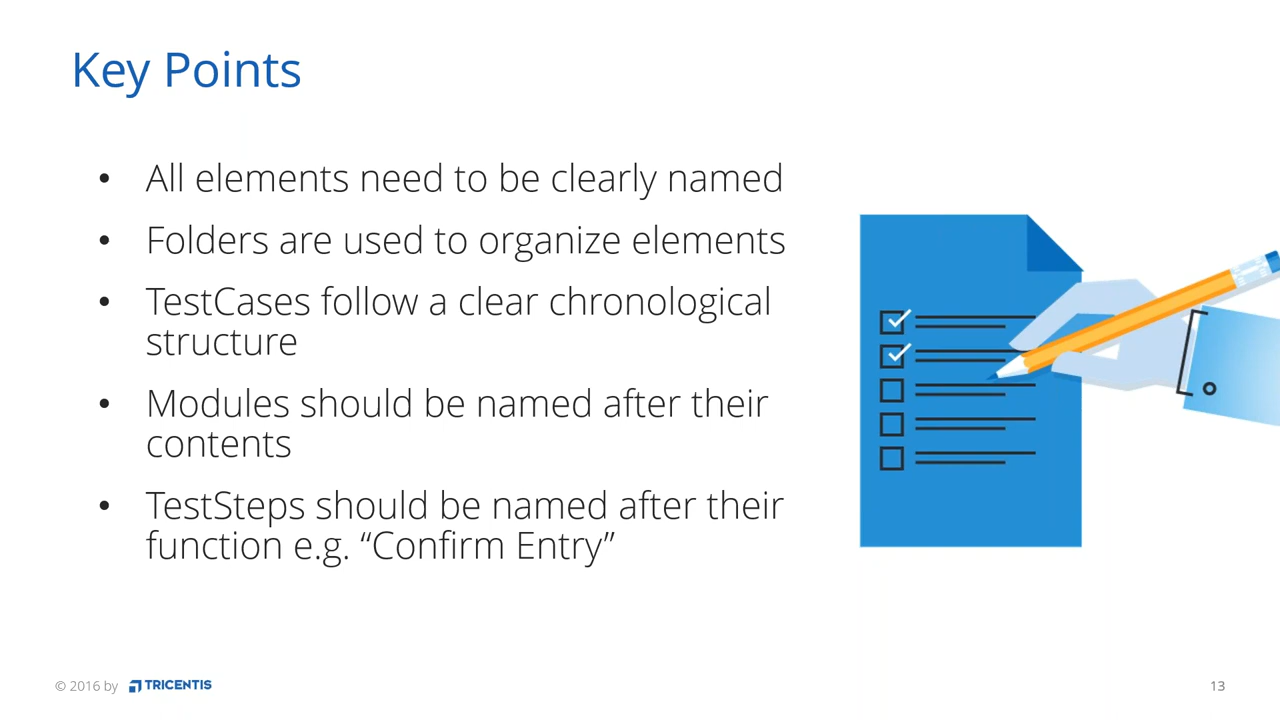 Key Points
• All elements need to be clearly named
• Folders are used to organize elements
• TestCases follow a clear chronological
structure
• Modules should be named after their
contents
• TestSteps should be named after their
function e.g. “Confirm Entry”
© 2016 by TRICENTIS
13